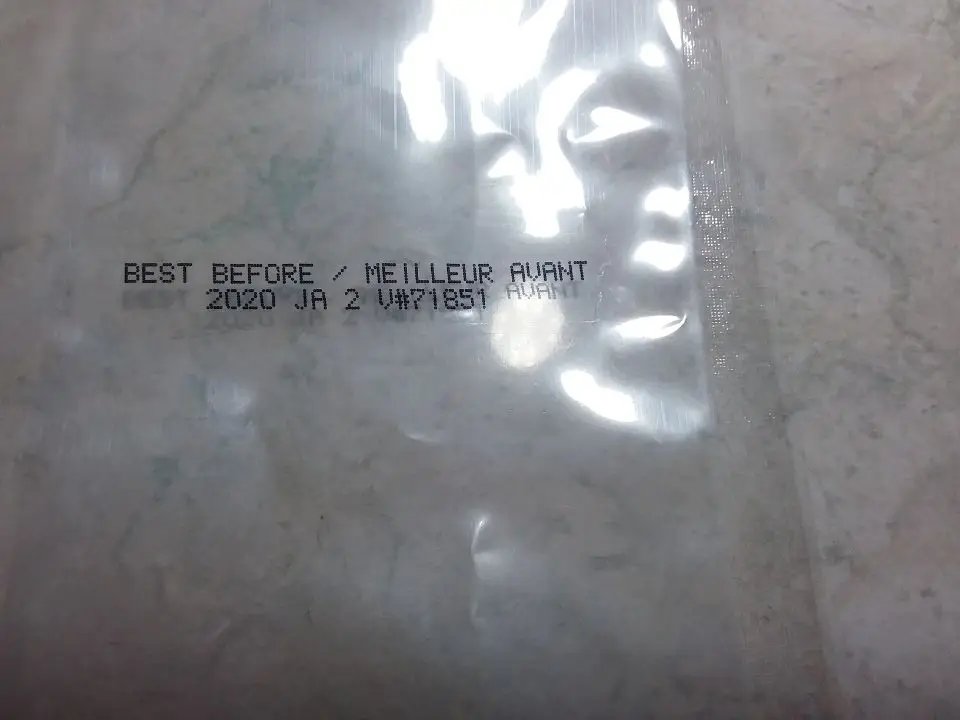 BEST BEFORE / MEILLEUR AVANT
2020 JA 2 V#71851